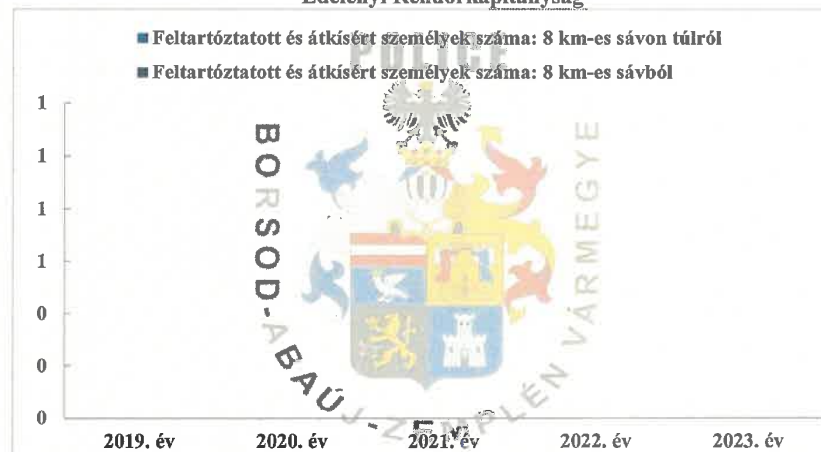 Edelényi Rendőrkapitányság
Feltartóztatott és átkísért személyek száma: 8 km-es sávon túlról
POLICE
Feltartóztatott és átkísért személyek száma: 8 km-es sávból
1
1
1
1
0
0
0
BORSOD-ABAÚJ-ZEMPLÉN VÁRMEGYE
2019. év 2020. év 2021. év 2022. év 2023. év